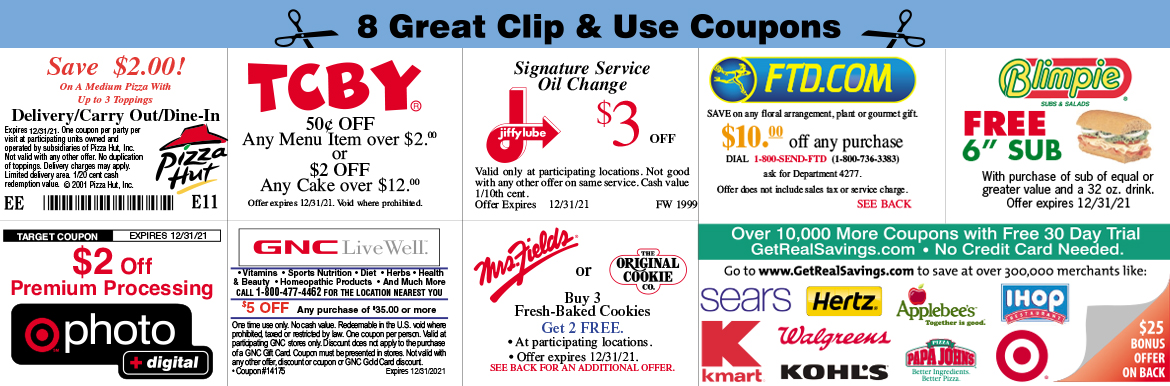 8 Great Clip & Use Coupons
Save $2.00!
On A Medium Pizza With
Up to 3 Toppings
Delivery/Carry Out/Dine-In
Expires 12/31/21. One coupon per party per
visit at participating units owned and
operated by subsidiaries of Pizza Hut, Inc.
Not valid with any other offer. No duplication
of toppings. Delivery charges may apply.
Limited delivery area. 1/20 cent cash
redemption value. © 2001 Pizza Hut, Inc.
Pizza
Hut
EE E11
TCBY®
50¢ OFF
Any Menu Item over $2.00
or
$2 OFF
Any Cake over $12.00
Offer expires 12/31/21. Void where prohibited.
Signature Service
Oil Change
jiffy lube
$3 OFF
Valid only at participating locations. Not good
with any other offer on same service. Cash value
1/10th cent.
Offer Expires 12/31/21 FW 1999
FTD.COM
SAVE on any floral arrangement, plant or gourmet gift.
$10.00 off any purchase
DIAL 1-800-SEND-FTD (1-800-736-3383)
ask for Department 4277.
Offer does not include sales tax or service charge.
SEE BACK
Blimpie®
SUBS & SALADS
FREE
6” SUB
With purchase of sub of equal or
greater value and a 32 oz. drink.
Offer expires 12/31/21
TARGET COUPON EXPIRES 12/31/21
$2 Off
Premium Processing
photo
+ digital
GNC LiveWell™
• Vitamins • Sports Nutrition • Diet • Herbs • Health
& Beauty • Homeopathic Products • And Much More
CALL 1-800-477-4462 FOR THE LOCATION NEAREST YOU
$5 OFF Any purchase of $35.00 or more
One time use only. No cash value. Redeemable in the U.S. void where
prohibited, taxed or restricted by law. One coupon per person. Valid at
participating GNC stores only. Discount does not apply to the purchase
of a GNC Gift Card. Coupon must be presented in stores. Not valid with
any other offer, discount or coupon or GNC Gold Card discount.
• Coupon #14175 Expires 12/31/2021
Mrs. Fields®
or
THE
ORIGINAL
COOKIE
CO.
Buy 3
Fresh-Baked Cookies
Get 2 FREE.
• At participating locations.
• Offer expires 12/31/21.
SEE BACK FOR AN ADDITIONAL OFFER.
Over 10,000 More Coupons with Free 30 Day Trial
GetRealSavings.com • No Credit Card Needed.
Go to www.GetRealSavings.com to save at over 300,000 merchants like:
sears
Hertz.
Applebee's
Together is good.
IHOP
RESTAURANT
K
kmart
Walgreens
KOHL'S
PIZZA
PAPA JOHN'S
Better Ingredients.
Better Pizza.
$25
BONUS
OFFER
ON BACK